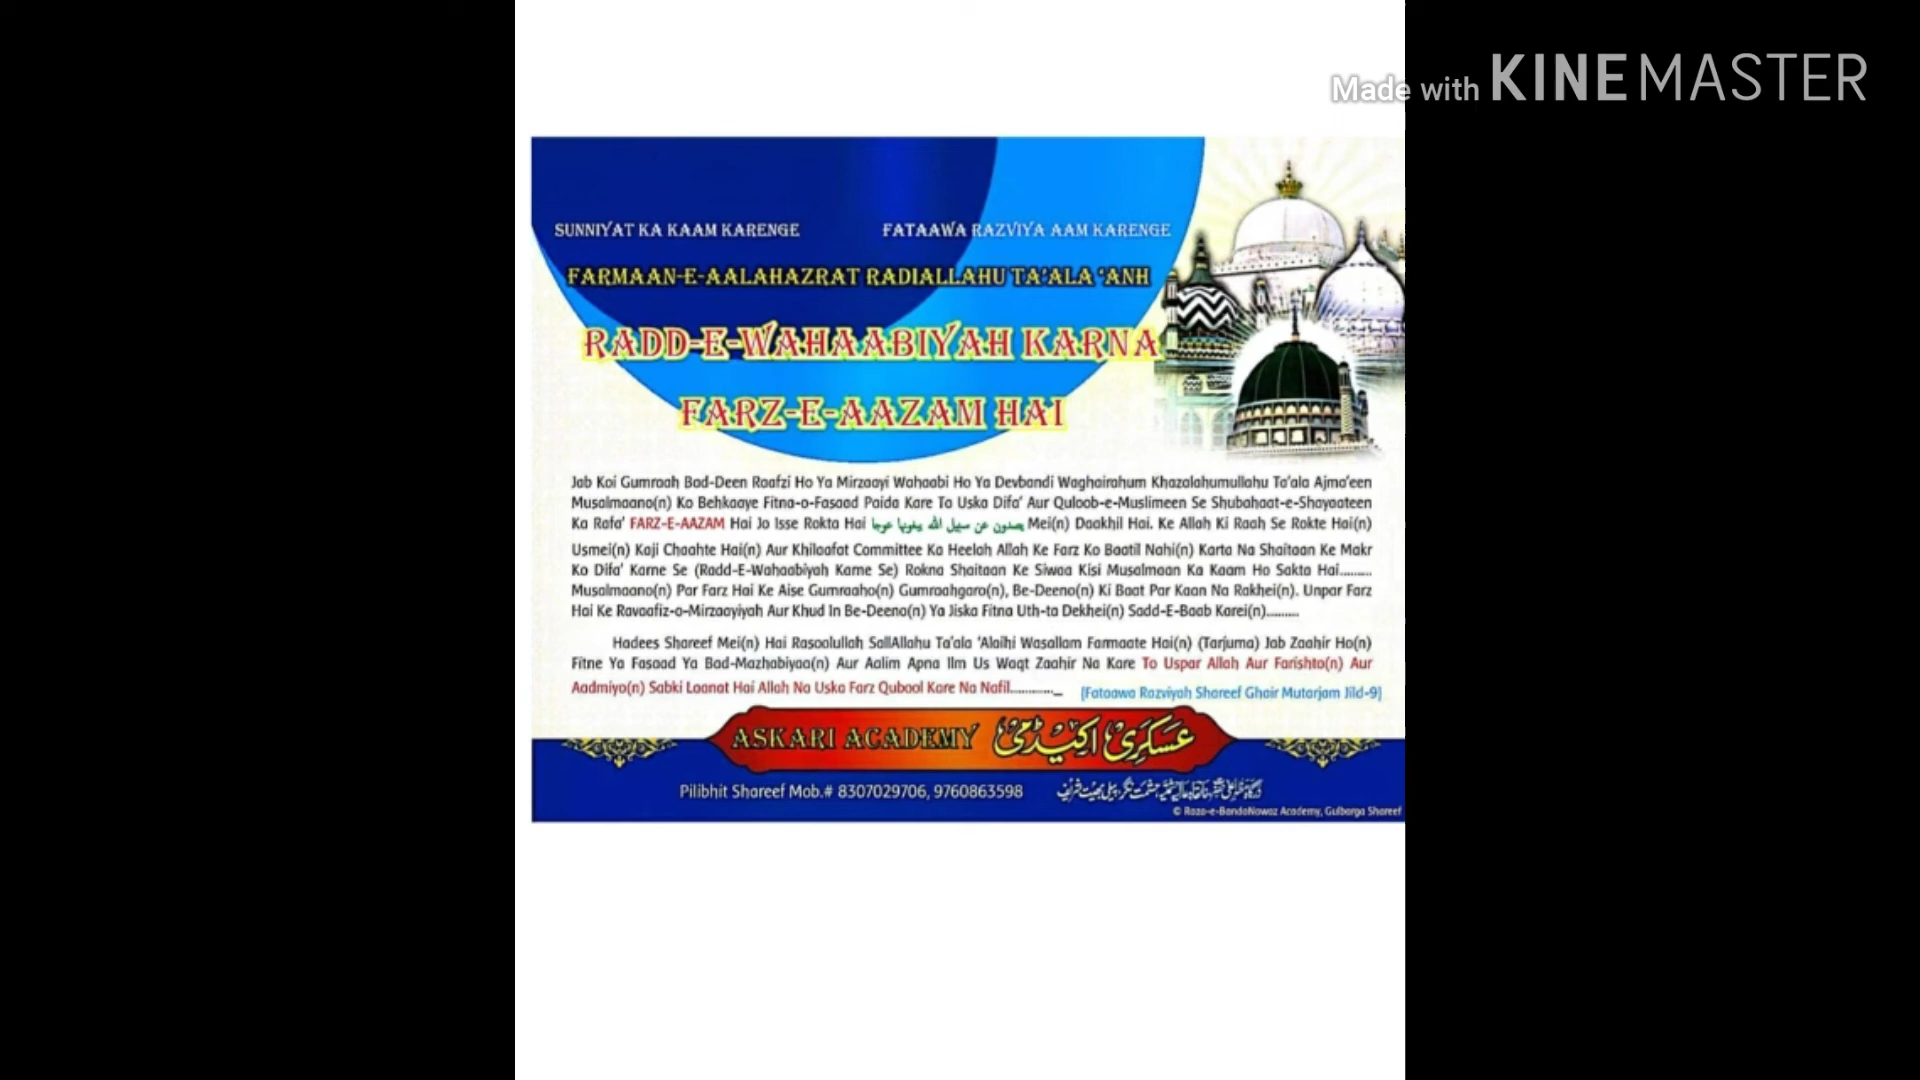 Made with KINEMASTER
SUNNIYAT KA KAAM KARENGE FATAAWA RAZVIYA AAM KARENGE
FARMAAN-E-AALAHAZRAT RADIALLAHU TA'ALA 'ANH
RADD-E-WAHAABIYAH KARNA
FARZ-E-AAZAM HAI
Jab Koi Gumraah Bad-Deen Raafzi Ho Ya Mirzaayi Wahaabi Ho Ya Devbandi Waghairahum Khazalahumullahu Ta'ala Ajma'een
Musalmaano(n) Ko Behkaaye Fitna-o-Fasaad Paida Kare To Uska Difa' Aur Quloob-e-Muslimeen Se Shubahaat-e-Shayaateen
Ka Rafa' FARZ-E-AAZAM Hai Jo Isse Rokta Hai يصدون عن سبيل الله يبغونها عوجا Mei(n) Daakhil Hai. Ke Allah Ki Raah Se Rokte Hai(n)
Usmei(n) Kaji Chaahte Hai(n) Aur Khilaafat Committee Ka Heelah Allah Ke Farz Ko Baatil Nahi(n) Karta Na Shaitaan Ke Makr
Ko Difa' Karne Se (Radd-E-Wahaabiyah Karne Se) Rokna Shaitaan Ke Siwaa Kisi Musalmaan Ka Kaam Ho Sakta Hai.........
Musalmaano(n) Par Farz Hai Ke Aise Gumraaho(n) Gumraahgaro(n), Be-Deeno(n) Ki Baat Par Kaan Na Rakhei(n). Unpar Farz
Hai Ke Ravaafiz-o-Mirzaayiyah Aur Khud In Be-Deeno(n) Ya Jiska Fitna Uth-ta Dekhei(n) Sadd-E-Baab Karei(n).........
Hadees Shareef Mei(n) Hai Rasoolullah SallAllahu Ta'ala 'Alaihi Wasallam Farmaate Hai(n) (Tarjuma) Jab Zaahir Ho(n)
Fitne Ya Fasaad Ya Bad-Mazhabiyaa(n) Aur Aalim Apna Ilm Us Waqt Zaahir Na Kare To Uspar Allah Aur Farishto(n) Aur
Aadmiyo(n) Sabki Laanat Hai Allah Na Uska Farz Qubool Kare Na Nafil............_ (Fataawa Razviyah Shareef Ghair Mutarjam Jild-9)
ASKARI ACADEMY عسکری اکیڈمی
Pilibhit Shareef Mob.# 8307029706, 9760863598
© Raza-e-BandaNawaz Academy, Gulbarga Shareef